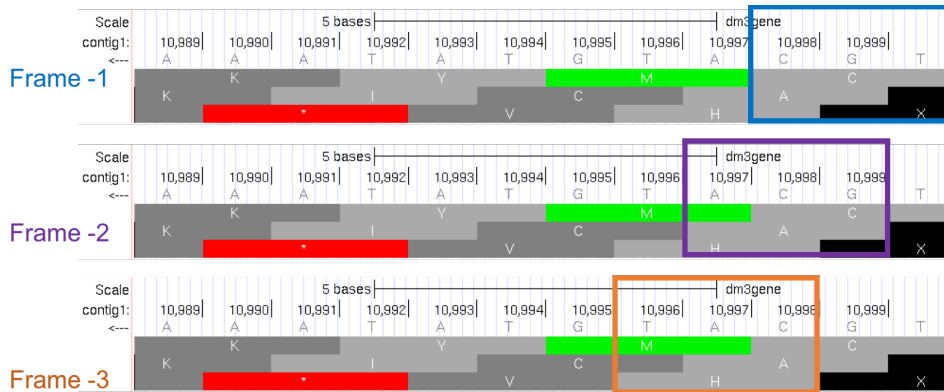 Scale 5 bases dm3gene
contig1: 10,989 10,990 10,991 10,992 10,993 10,994 10,995 10,996 10,997 10,998 10,999
<--- A A A T A T G T A C G T
Frame -1
K Y M C
K I C A
* V H X
Scale 5 bases dm3gene
contig1: 10,989 10,990 10,991 10,992 10,993 10,994 10,995 10,996 10,997 10,998 10,999
<--- A A A T A T G T A C G T
K Y M C
Frame -2
K I C A
* V H X
Scale 5 bases dm3gene
contig1: 10,989 10,990 10,991 10,992 10,993 10,994 10,995 10,996 10,997 10,998 10,999
<--- A A A T A T G T A C G T
K Y M C
K I C A
Frame -3
* V H X